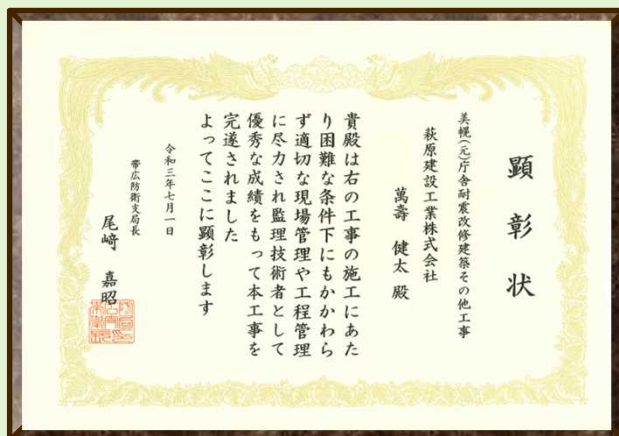 顕彰状
美幌(元)庁舎耐震改修建築その他工事
萩原建設工業株式会社
萬壽 健太 殿
貴殿は右の工事の施工にあた
り困難な条件下にもかかわら
ず適切な現場管理や工程管理
に尽力され監理技術者として
優秀な成績をもって本工事を
完遂されました
よってここに顕彰します
令和三年七月一日
帯広防衛支局長
尾﨑 嘉昭